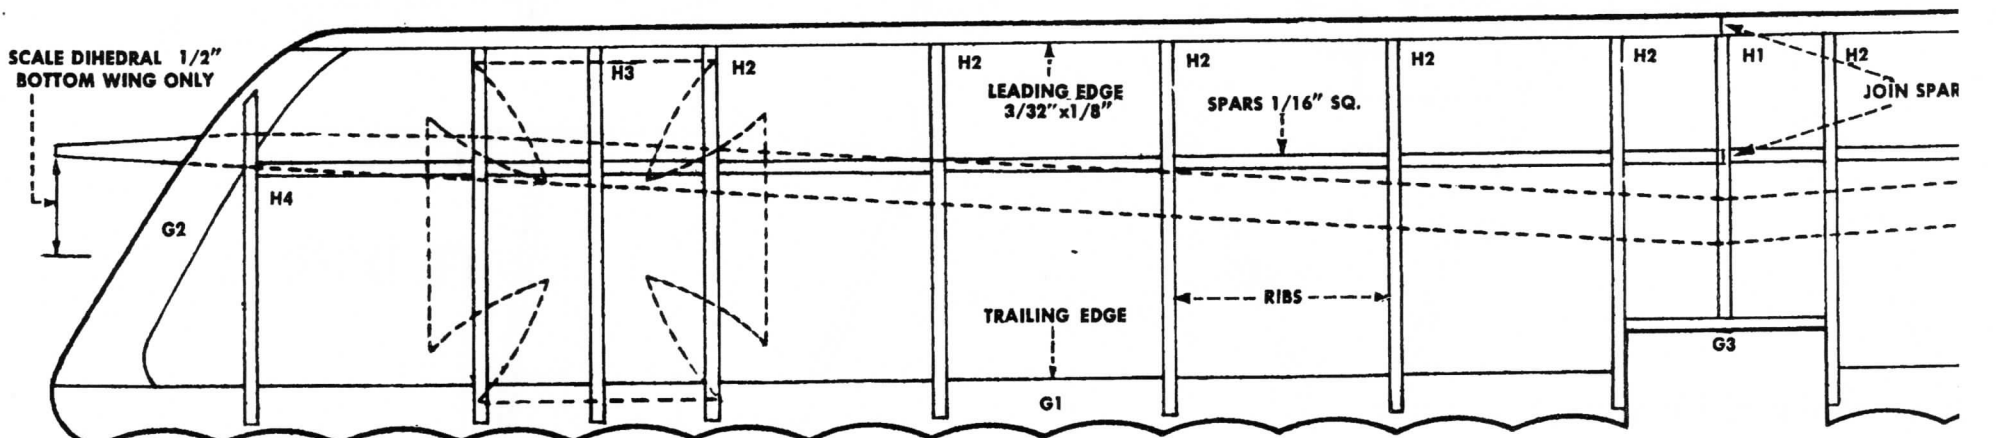 SCALE DIHEDRAL 1/2"
BOTTOM WING ONLY
H3
H2
H2
LEADING EDGE
3/32"x1/8"
H2
SPARS 1/16" SQ.
H2
H2
H1
H2
JOIN SPAR
H4
G2
RIBS
TRAILING EDGE
G3
G1